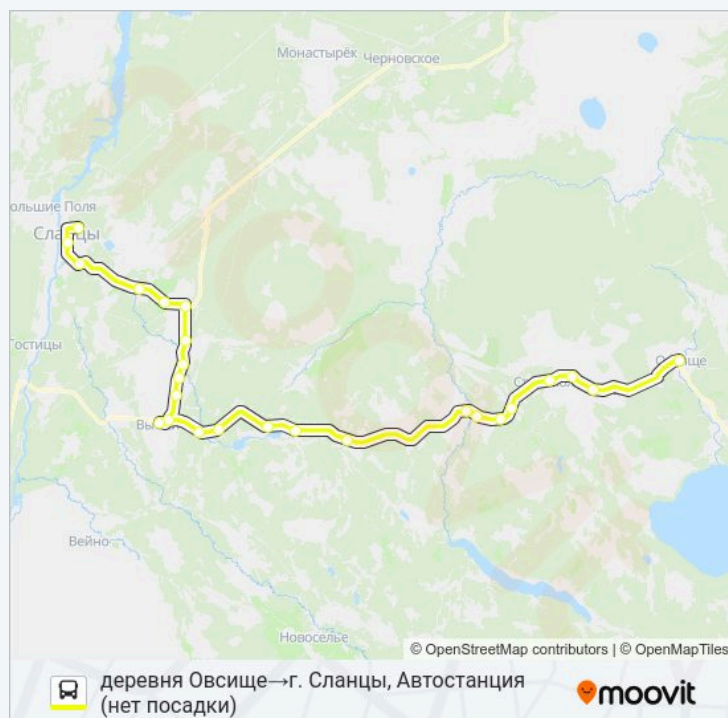 Монастырёк
Черновское
ольшие Поля
Сланцы
Гостицы
Вейно
Новоселье
© OpenStreetMap contributors | © OpenMapTiles
деревня Овсище→г. Сланцы, Автостанция
(нет посадки)
moovit